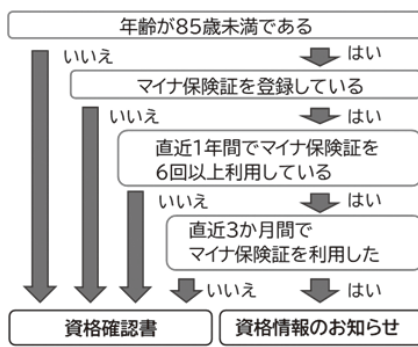 年齢が85歳未満である
いいえ
はい
マイナ保険証を登録している
いいえ
はい
直近1年間でマイナ保険証を
6回以上利用している
いいえ
はい
直近3か月間で
マイナ保険証を利用した
いいえ
はい
資格確認書
資格情報のお知らせ